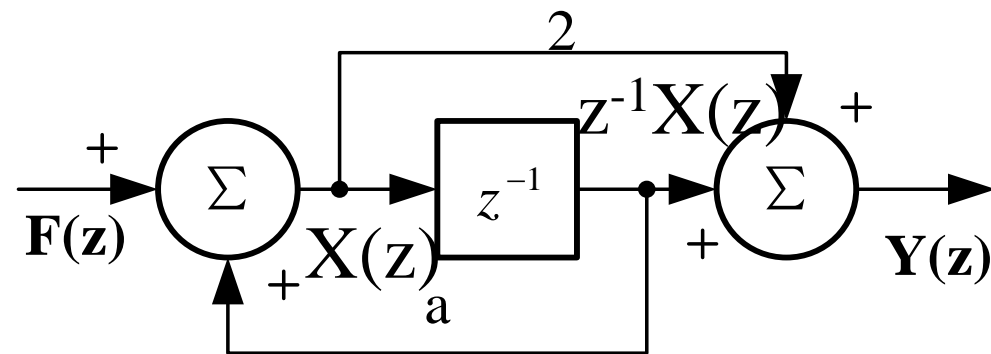 2
z⁻¹X(z)
+
+
Σ
z⁻¹
Σ
F(z)
X(z)
+
+
Y(z)
a